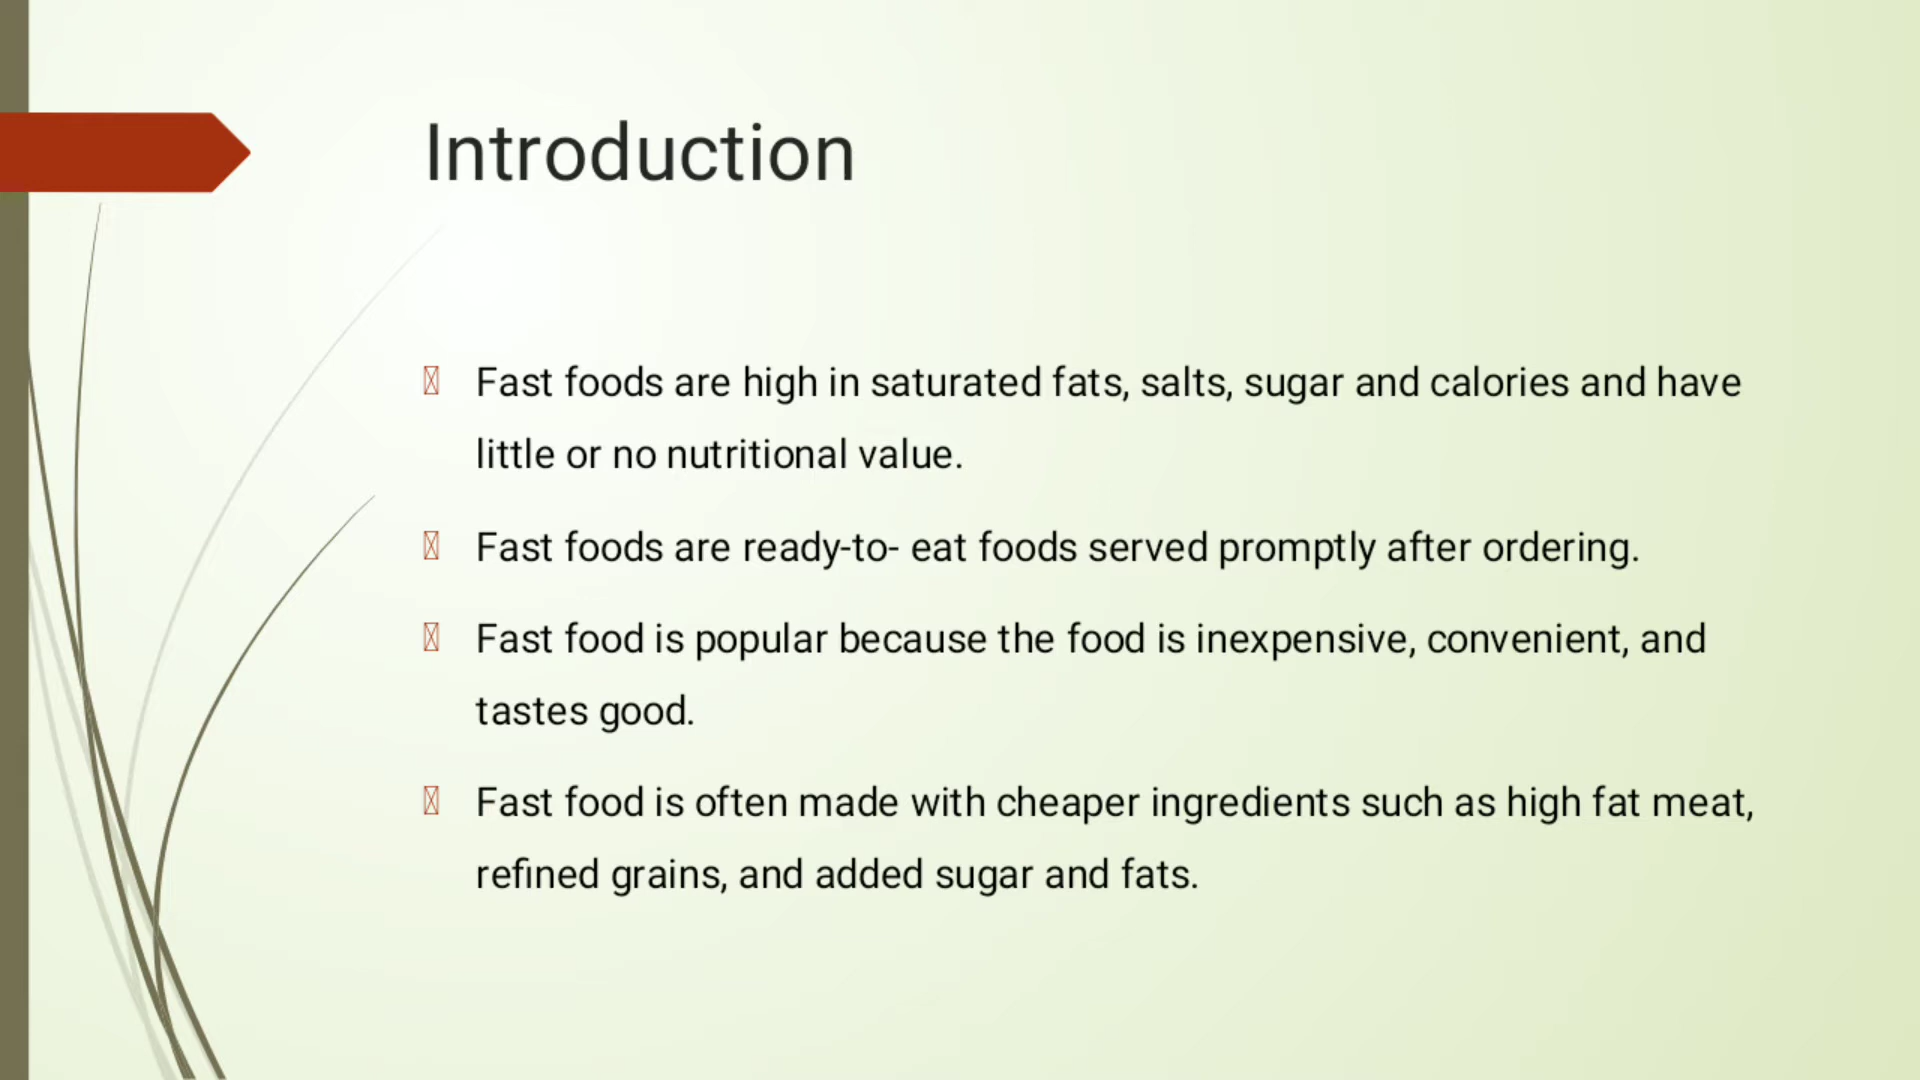 Introduction
Fast foods are high in saturated fats, salts, sugar and calories and have
little or no nutritional value.
Fast foods are ready-to- eat foods served promptly after ordering.
Fast food is popular because the food is inexpensive, convenient, and
tastes good.
Fast food is often made with cheaper ingredients such as high fat meat,
refined grains, and added sugar and fats.